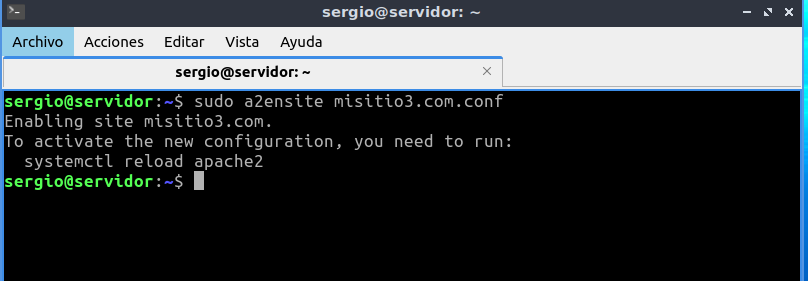 sergio@servidor: ~
Archivo Acciones Editar Vista Ayuda
sergio@servidor: ~
sergio@servidor:~$ sudo a2ensite misitio3.com.conf
Enabling site misitio3.com.
To activate the new configuration, you need to run:
  systemctl reload apache2
sergio@servidor:~$